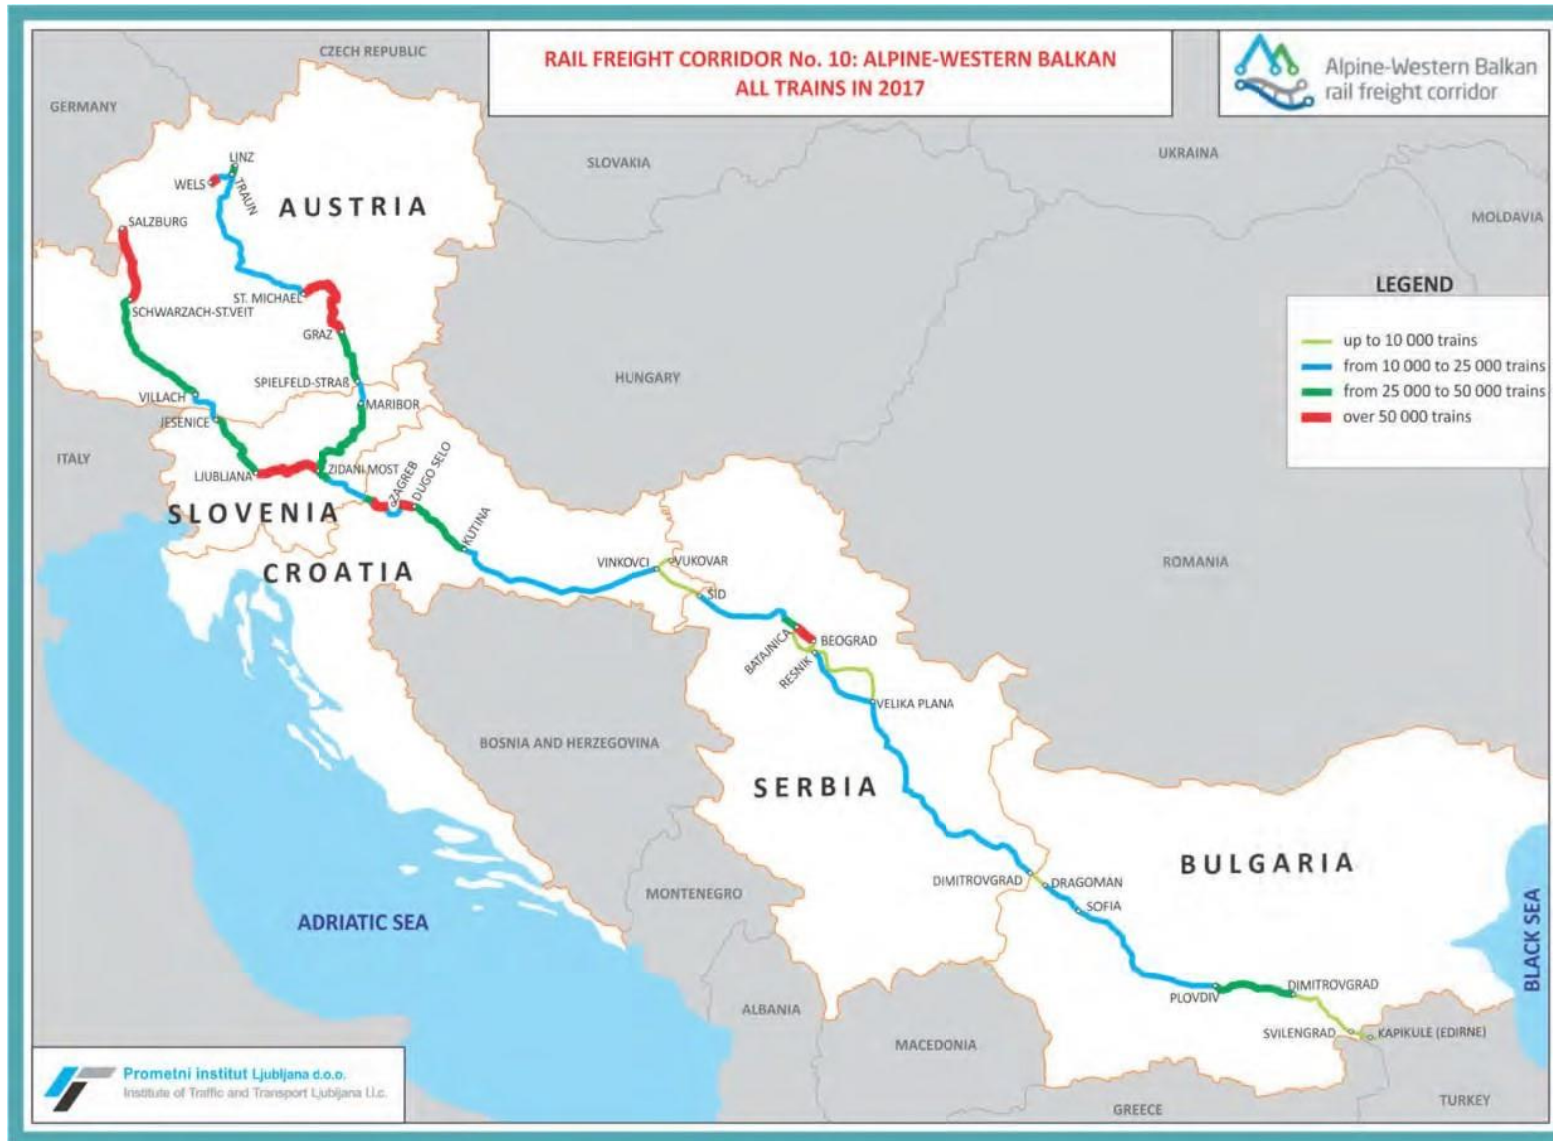 RAIL FREIGHT CORRIDOR No. 10: ALPINE-WESTERN BALKAN
ALL TRAINS IN 2017
Alpine-Western Balkan
rail freight corridor
CZECH REPUBLIC
GERMANY
SLOVAKIA
UKRAINA
MOLDAVIA
LINZ
WELS
TRAUN
AUSTRIA
SALZBURG
ST. MICHAEL
SCHWARZACH-ST.VEIT
GRAZ
SPIELFELD-STRAß
VILLACH
MARIBOR
JESENICE
HUNGARY
ITALY
LJUBLJANA
ZIDANI MOST
ZAGREB
DUGO SELO
SLOVENIA
KUTINA
CROATIA
VINKOVCI
VUKOVAR
ŠID
ROMANIA
BATAJNICA
BEOGRAD
RESNIK
VELIKA PLANA
BOSNIA AND HERZEGOVINA
SERBIA
LEGEND
up to 10 000 trains
from 10 000 to 25 000 trains
from 25 000 to 50 000 trains
over 50 000 trains
BULGARIA
DIMITROVGRAD
DRAGOMAN
SOFIA
MONTENEGRO
ADRIATIC SEA
BLACK SEA
PLOVDIV
DIMITROVGRAD
SVILENGRAD
KAPIKULE (EDIRNE)
ALBANIA
MACEDONIA
GREECE
TURKEY
Prometni institut Ljubljana d.o.o.
Institute of Traffic and Transport Ljubljana l.l.c.